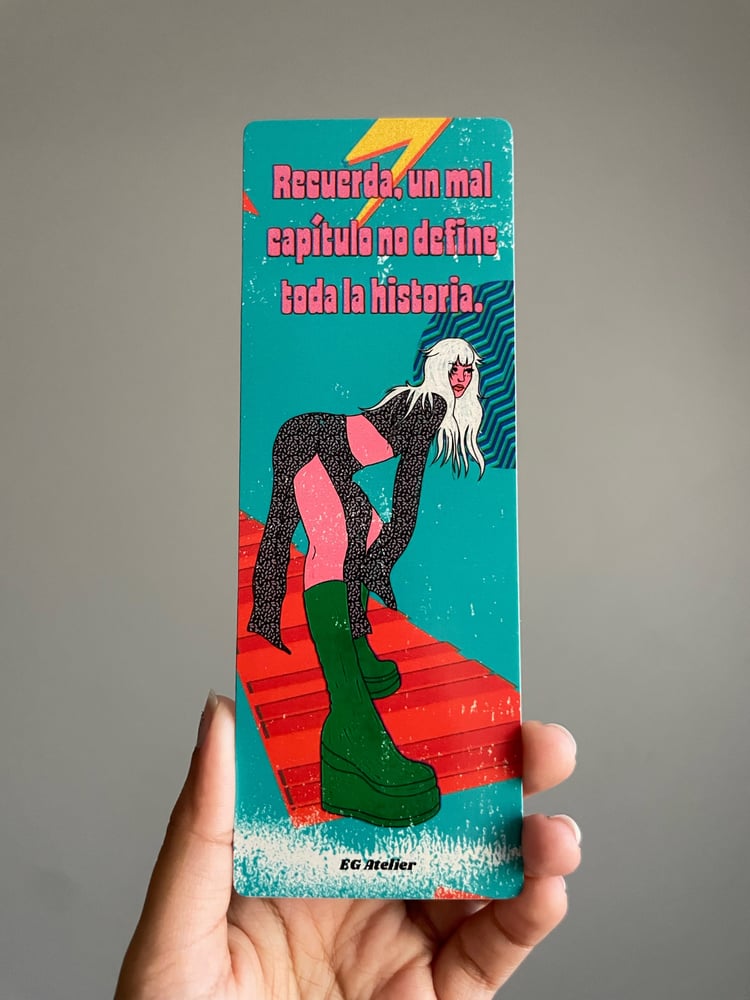 Recuerda, un mal
capítulo no define
toda la historia.
EG Atelier